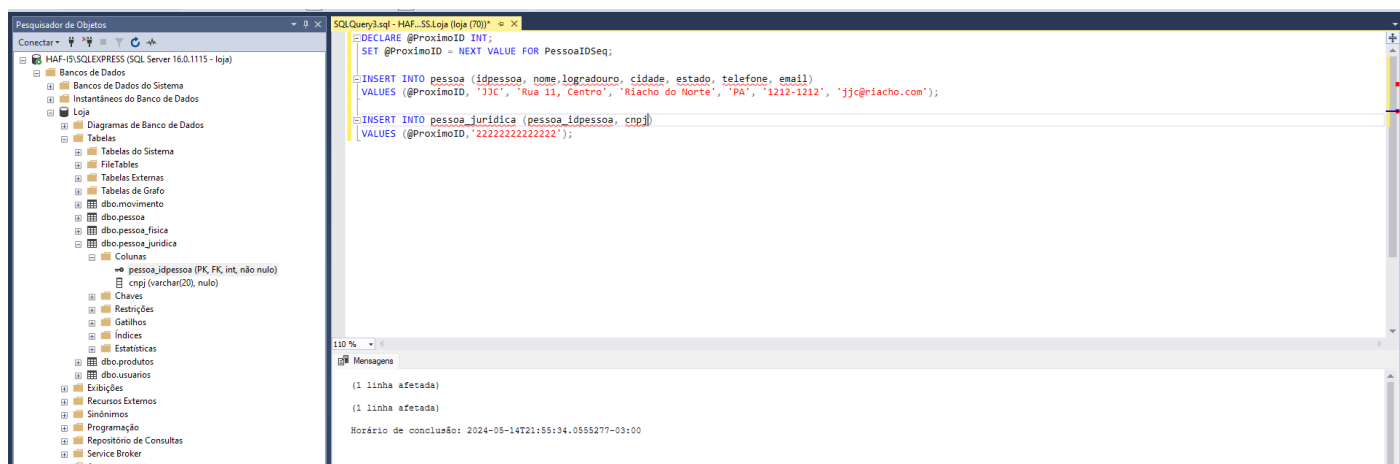 Pesquisador de Objetos
Conectar
HAF-I5\SQLEXPRESS (SQL Server 16.0.1115 - loja)
Bancos de Dados
Bancos de Dados do Sistema
Instantâneos do Banco de Dados
Loja
Diagramas de Banco de Dados
Tabelas
Tabelas do Sistema
FileTables
Tabelas Externas
Tabelas de Grafo
dbo.movimento
dbo.pessoa
dbo.pessoa_fisica
dbo.pessoa_juridica
Colunas
pessoa_idpessoa (PK, FK, int, não nulo)
cnpj (varchar(20), nulo)
Chaves
Restrições
Gatilhos
Índices
Estatísticas
dbo.produtos
dbo.usuarios
Exibições
Recursos Externos
Sinônimos
Programação
Repositório de Consultas
Service Broker
SQLQuery3.sql - HAF...SS.Loja (loja (70))*
DECLARE @ProximoID INT;
SET @ProximoID = NEXT VALUE FOR PessoaIDSeq;
INSERT INTO pessoa (idpessoa, nome,logradouro, cidade, estado, telefone, email)
VALUES (@ProximoID, 'JJC', 'Rua 11, Centro', 'Riacho do Norte', 'PA', '1212-1212', 'jjc@riacho.com');
INSERT INTO pessoa_juridica (pessoa_idpessoa, cnpj)
VALUES (@ProximoID,'22222222222222');
110 %
Mensagens
(1 linha afetada)
(1 linha afetada)
Horário de conclusão: 2024-05-14T21:55:34.0555277-03:00